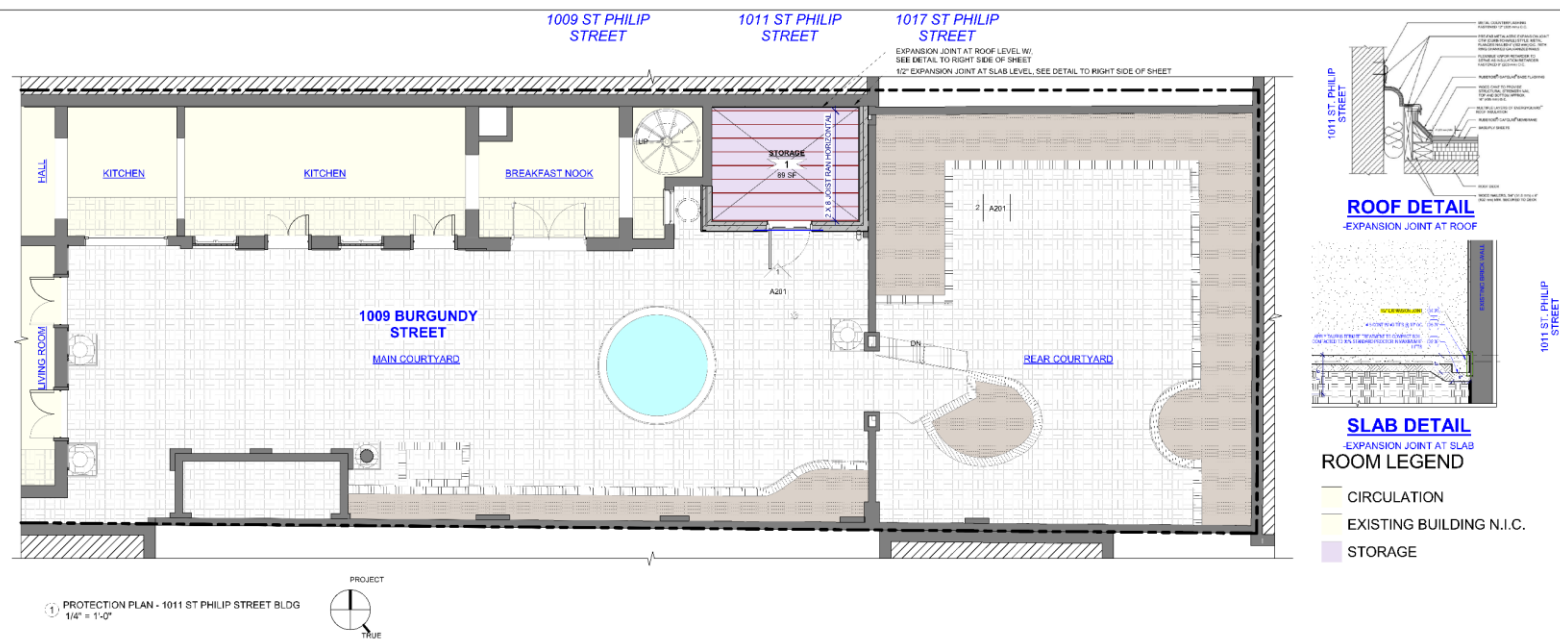 1009 ST PHILIP
STREET
1011 ST PHILIP
STREET
1017 ST PHILIP
STREET
EXPANSION JOINT AT ROOF LEVEL W/,
SEE DETAIL TO RIGHT SIDE OF SHEET
1/2" EXPANSION JOINT AT SLAB LEVEL, SEE DETAIL TO RIGHT SIDE OF SHEET
HALL
KITCHEN
KITCHEN
BREAKFAST NOOK
UP
STORAGE
1
89 SF
2 X 8 JOIST RAN HORIZONTAL
2
A201
1
A201
1009 BURGUNDY
STREET
MAIN COURTYARD
LIVING ROOM
DN
REAR COURTYARD
1011 ST. PHILIP
STREET
ROOF DETAIL
-EXPANSION JOINT AT ROOF
EXISTING BRICK WALL
1011 ST. PHILIP
STREET
SLAB DETAIL
-EXPANSION JOINT AT SLAB
ROOM LEGEND
CIRCULATION
EXISTING BUILDING N.I.C.
STORAGE
1
PROTECTION PLAN - 1011 ST PHILIP STREET BLDG
1/4" = 1'-0"
PROJECT
TRUE